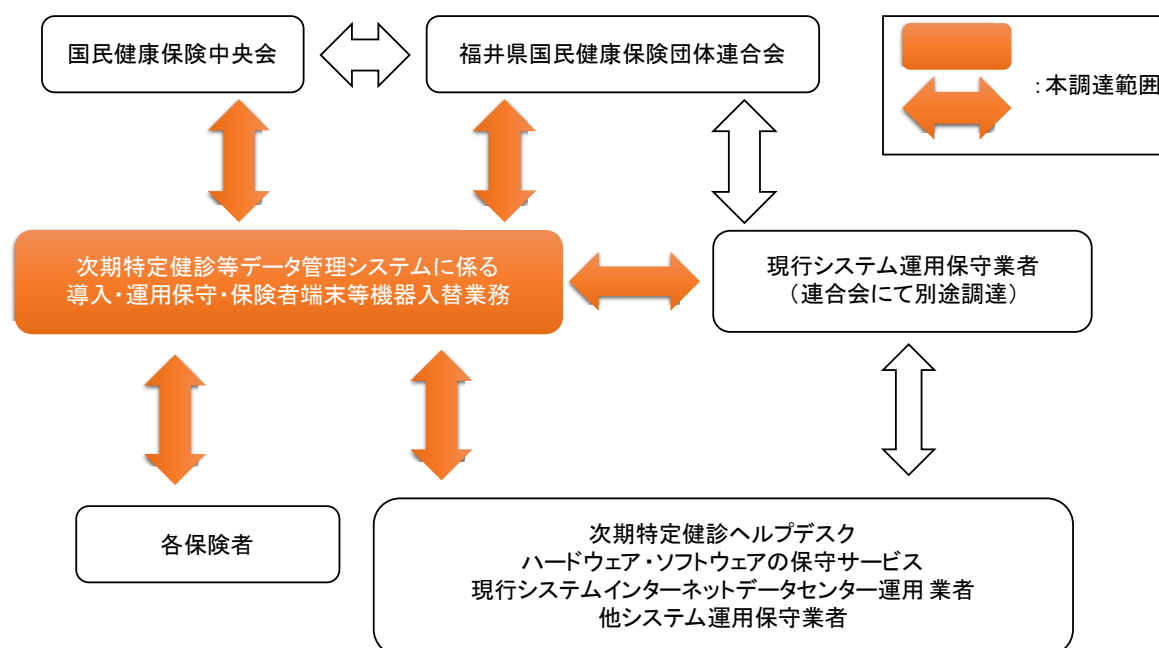 国民健康保険中央会
福井県国民健康保険団体連合会
：本調達範囲
次期特定健診等データ管理システムに係る
導入・運用保守・保険者端末等機器入替業務
現行システム運用保守業者
（連合会にて別途調達）
各保険者
次期特定健診ヘルプデスク
ハードウェア・ソフトウェアの保守サービス
現行システムインターネットデータセンター運用 業者
他システム運用保守業者